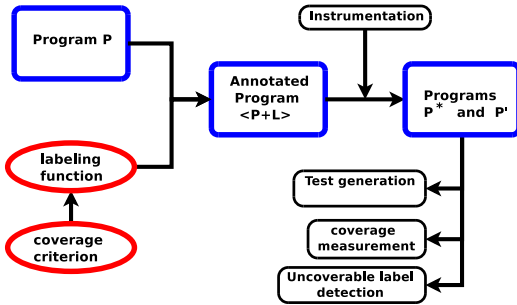 Instrumentation
Program P
Annotated
Program
<P+L>
Programs
P* and P'
labeling
function
Test generation
coverage
measurement
coverage
criterion
Uncoverable label
detection